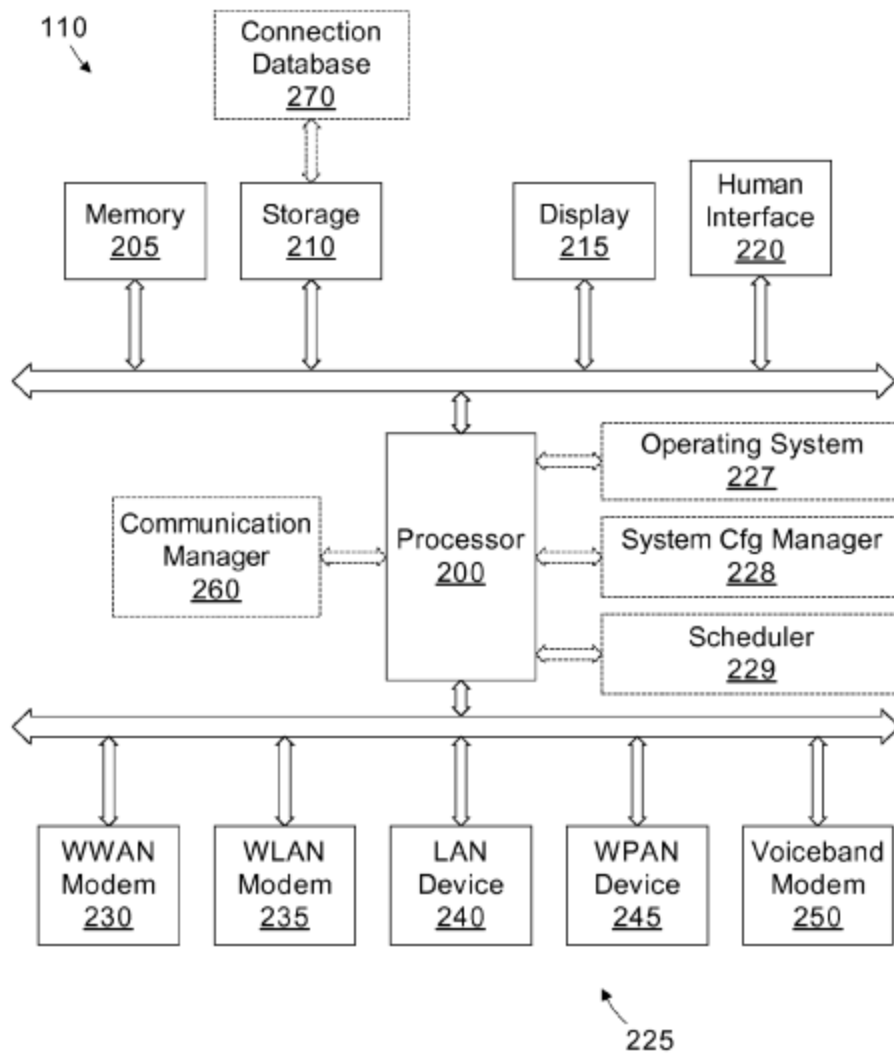 110
Connection
Database
270
Memory
205
Storage
210
Display
215
Human
Interface
220
Operating System
227
Communication
Manager
260
Processor
200
System Cfg Manager
228
Scheduler
229
WWAN
Modem
230
WLAN
Modem
235
LAN
Device
240
WPAN
Device
245
Voiceband
Modem
250
225